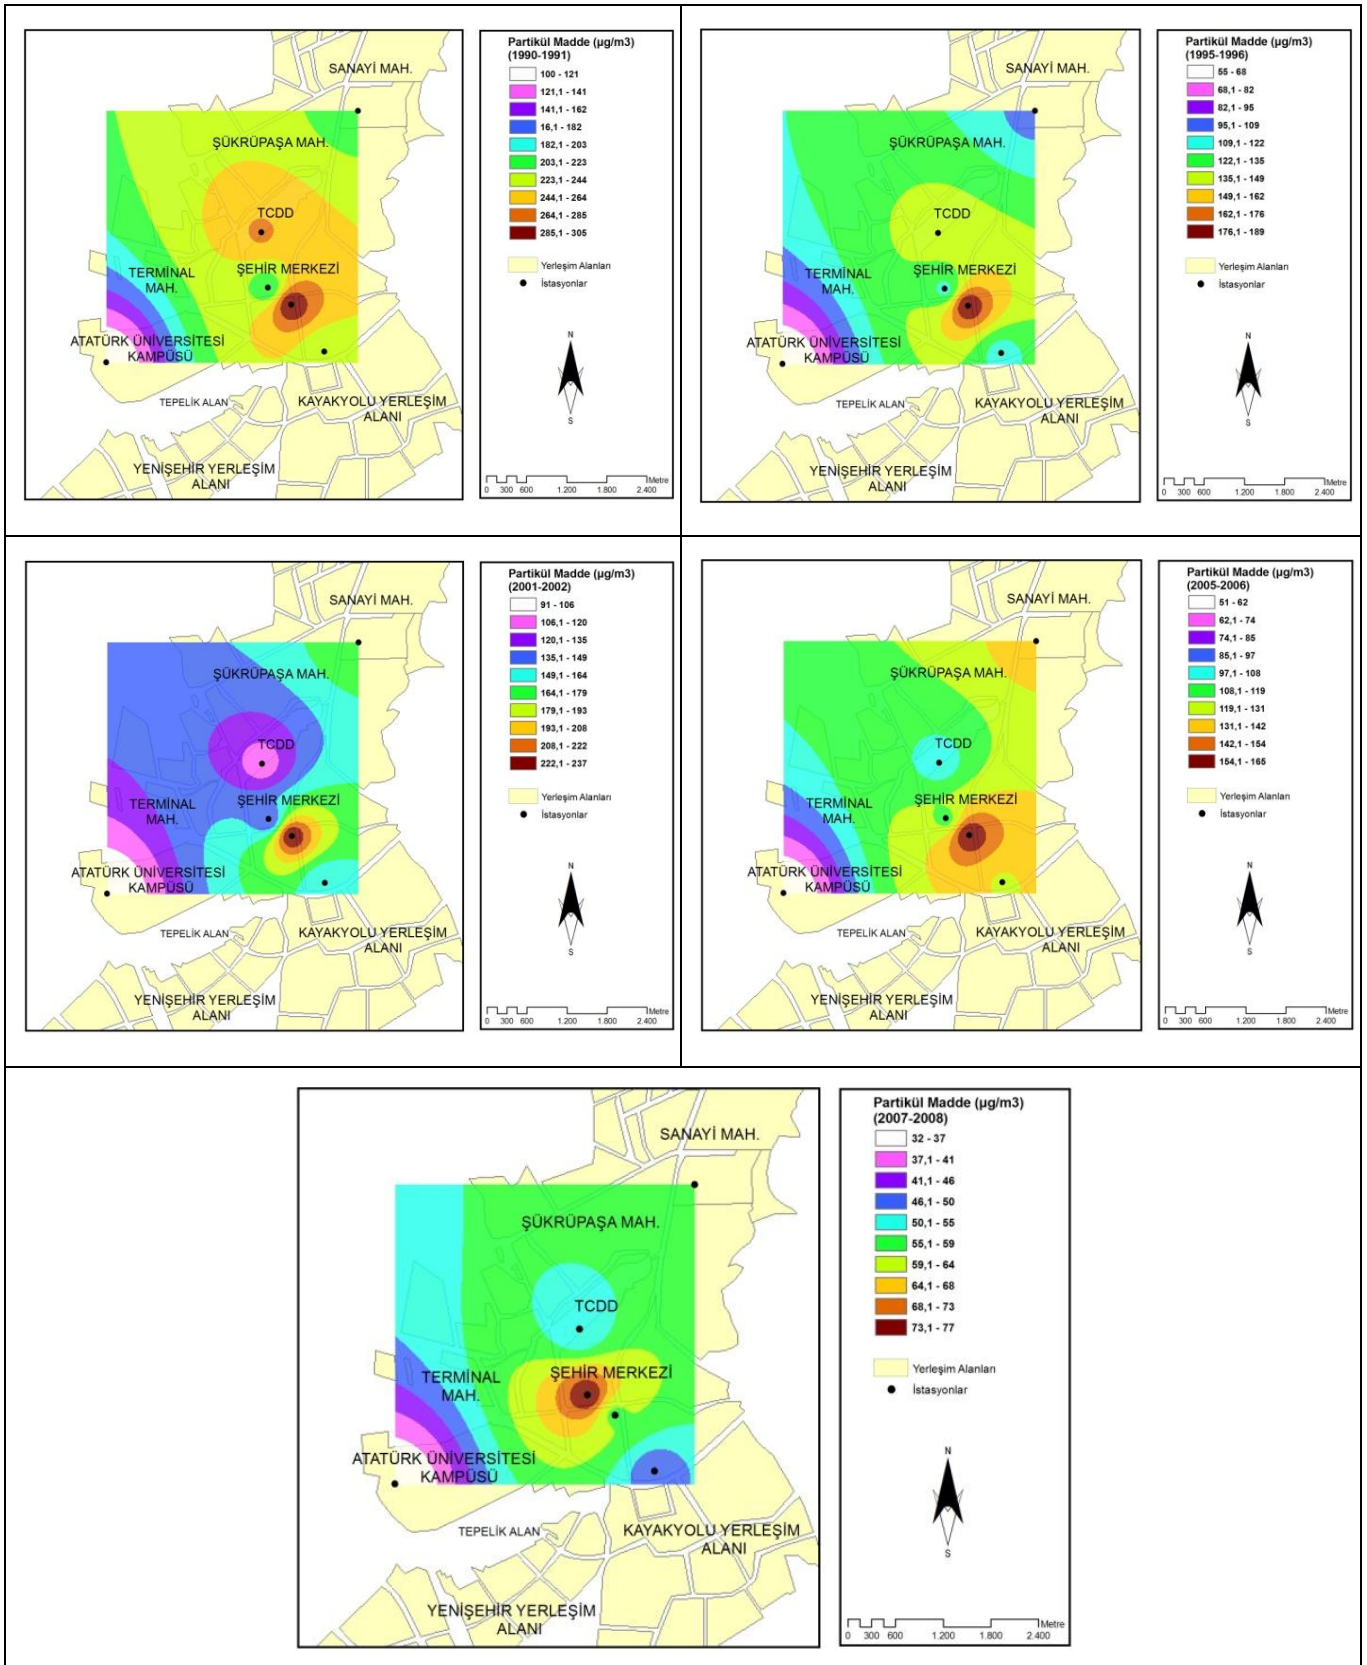 SANAYİ MAH.
ŞÜKRÜPAŞA MAH.
TCDD
ŞEHİR MERKEZİ
TERMİNAL
MAH.
ATATÜRK ÜNİVERSİTESİ
KAMPÜSÜ
TEPELİK ALAN
KAYAKYOLU YERLEŞİM
ALANI
YENİŞEHİR YERLEŞİM
ALANI
Partikül Madde (µg/m3)
(1990-1991)
100 - 121
121,1 - 141
141,1 - 162
16,1 - 182
182,1 - 203
203,1 - 223
223,1 - 244
244,1 - 264
264,1 - 285
285,1 - 305
Yerleşim Alanları
İstasyonlar
N
S
Metre
0 300 600 1.200 1.800 2.400
SANAYİ MAH.
ŞÜKRÜPAŞA MAH.
TCDD
ŞEHİR MERKEZİ
TERMİNAL
MAH.
ATATÜRK ÜNİVERSİTESİ
KAMPÜSÜ
TEPELİK ALAN
KAYAKYOLU YERLEŞİM
ALANI
YENİŞEHİR YERLEŞİM
ALANI
Partikül Madde (µg/m3)
(1995-1996)
55 - 68
68,1 - 82
82,1 - 95
95,1 - 109
109,1 - 122
122,1 - 135
135,1 - 149
149,1 - 162
162,1 - 176
176,1 - 189
Yerleşim Alanları
İstasyonlar
N
S
Metre
0 300 600 1.200 1.800 2.400
SANAYİ MAH.
ŞÜKRÜPAŞA MAH.
TCDD
ŞEHİR MERKEZİ
TERMİNAL
MAH.
ATATÜRK ÜNİVERSİTESİ
KAMPÜSÜ
TEPELİK ALAN
KAYAKYOLU YERLEŞİM
ALANI
YENİŞEHİR YERLEŞİM
ALANI
Partikül Madde (µg/m3)
(2001-2002)
91 - 106
106,1 - 120
120,1 - 135
135,1 - 149
149,1 - 164
164,1 - 179
179,1 - 193
193,1 - 208
208,1 - 222
222,1 - 237
Yerleşim Alanları
İstasyonlar
N
S
Metre
0 300 600 1.200 1.800 2.400
SANAYİ MAH.
ŞÜKRÜPAŞA MAH.
TCDD
ŞEHİR MERKEZİ
TERMİNAL
MAH.
ATATÜRK ÜNİVERSİTESİ
KAMPÜSÜ
TEPELİK ALAN
KAYAKYOLU YERLEŞİM
ALANI
YENİŞEHİR YERLEŞİM
ALANI
Partikül Madde (µg/m3)
(2005-2006)
51 - 62
62,1 - 74
74,1 - 85
85,1 - 97
97,1 - 108
108,1 - 119
119,1 - 131
131,1 - 142
142,1 - 154
154,1 - 165
Yerleşim Alanları
İstasyonlar
N
S
Metre
0 300 600 1.200 1.800 2.400
SANAYİ MAH.
ŞÜKRÜPAŞA MAH.
TCDD
ŞEHİR MERKEZİ
TERMİNAL
MAH.
ATATÜRK ÜNİVERSİTESİ
KAMPÜSÜ
TEPELİK ALAN
KAYAKYOLU YERLEŞİM
ALANI
YENİŞEHİR YERLEŞİM
ALANI
Partikül Madde (µg/m3)
(2007-2008)
32 - 37
37,1 - 41
41,1 - 46
46,1 - 50
50,1 - 55
55,1 - 59
59,1 - 64
64,1 - 68
68,1 - 73
73,1 - 77
Yerleşim Alanları
İstasyonlar
N
S
Metre
0 300 600 1.200 1.800 2.400